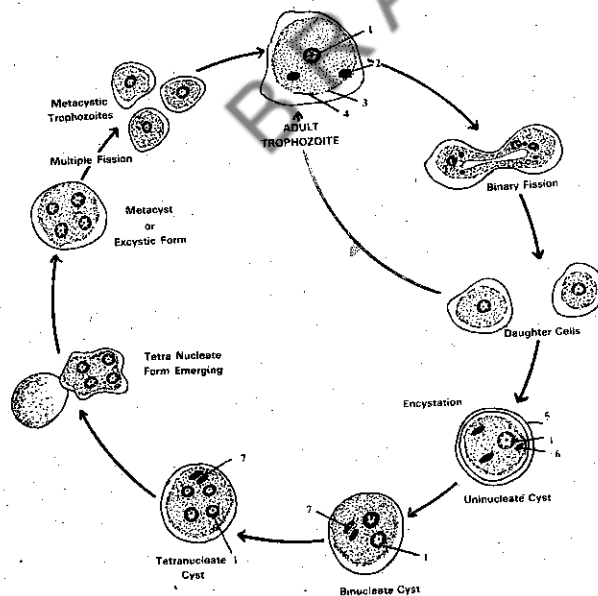 1
2
3
4
ADULT
TROPHOZOITE
Metacystic
Trophozoites
Multiple Fission
Binary Fission
Metacyst
or
Excystic Form
Daughter Cells
Tetra Nucleate
Form Emerging
Encystation
5
1
6
Uninucleate Cyst
7
1
Tetranucleate
Cyst
7
1
Binucleate Cyst